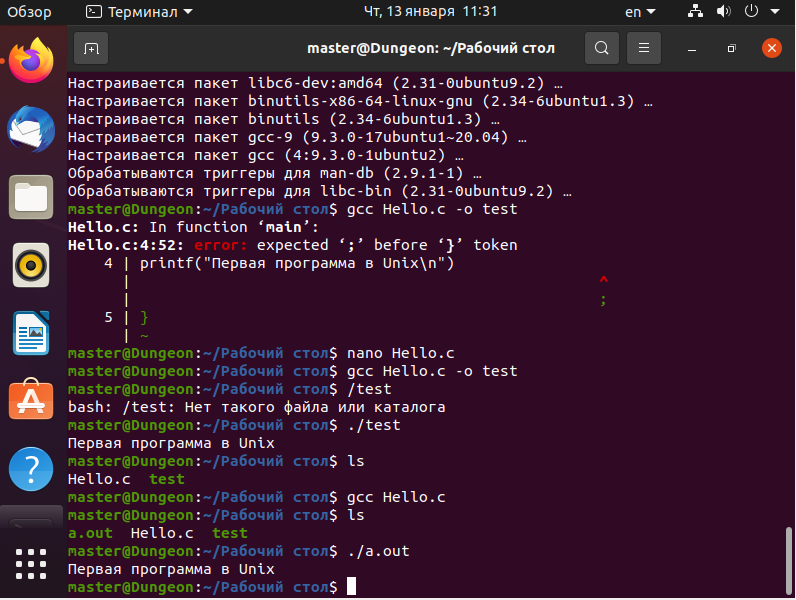 Обзор Терминал Чт, 13 января 11:31 en
master@Dungeon: ~/Рабочий стол
Настраивается пакет libc6-dev:amd64 (2.31-0ubuntu9.2) …
Настраивается пакет binutils-x86-64-linux-gnu (2.34-6ubuntu1.3) …
Настраивается пакет binutils (2.34-6ubuntu1.3) …
Настраивается пакет gcc-9 (9.3.0-17ubuntu1~20.04) …
Настраивается пакет gcc (4:9.3.0-1ubuntu2) …
Обрабатываются триггеры для man-db (2.9.1-1) …
Обрабатываются триггеры для libc-bin (2.31-0ubuntu9.2) …
master@Dungeon:~/Рабочий стол$ gcc Hello.c -o test
Hello.c: In function ‘main’:
Hello.c:4:52: error: expected ‘;’ before ‘}’ token
4 | printf("Первая программа в Unix\n")
| ^
| ;
5 | }
| ~
master@Dungeon:~/Рабочий стол$ nano Hello.c
master@Dungeon:~/Рабочий стол$ gcc Hello.c -o test
master@Dungeon:~/Рабочий стол$ /test
bash: /test: Нет такого файла или каталога
master@Dungeon:~/Рабочий стол$ ./test
Первая программа в Unix
master@Dungeon:~/Рабочий стол$ ls
Hello.c test
master@Dungeon:~/Рабочий стол$ gcc Hello.c
master@Dungeon:~/Рабочий стол$ ls
a.out Hello.c test
master@Dungeon:~/Рабочий стол$ ./a.out
Первая программа в Unix
master@Dungeon:~/Рабочий стол$